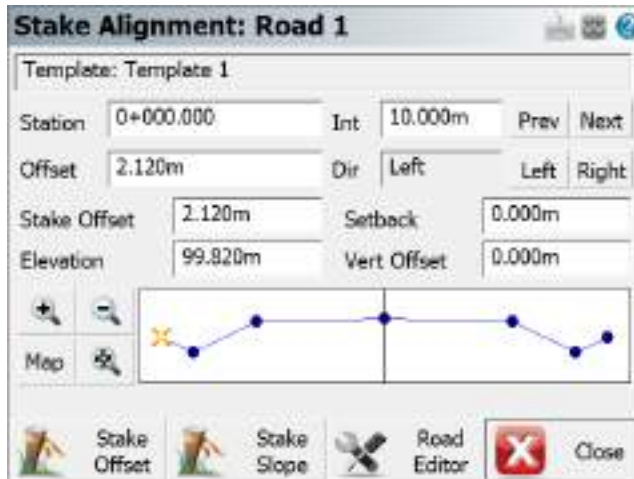 Stake Alignment: Road 1
Template: Template 1
Station 0+000.000 Int 10.000m Prev Next
Offset 2.120m Dir Left Left Right
Stake Offset 2.120m Setback 0.000m
Elevation 99.820m Vert Offset 0.000m
Map
Stake Offset Stake Slope Road Editor Close